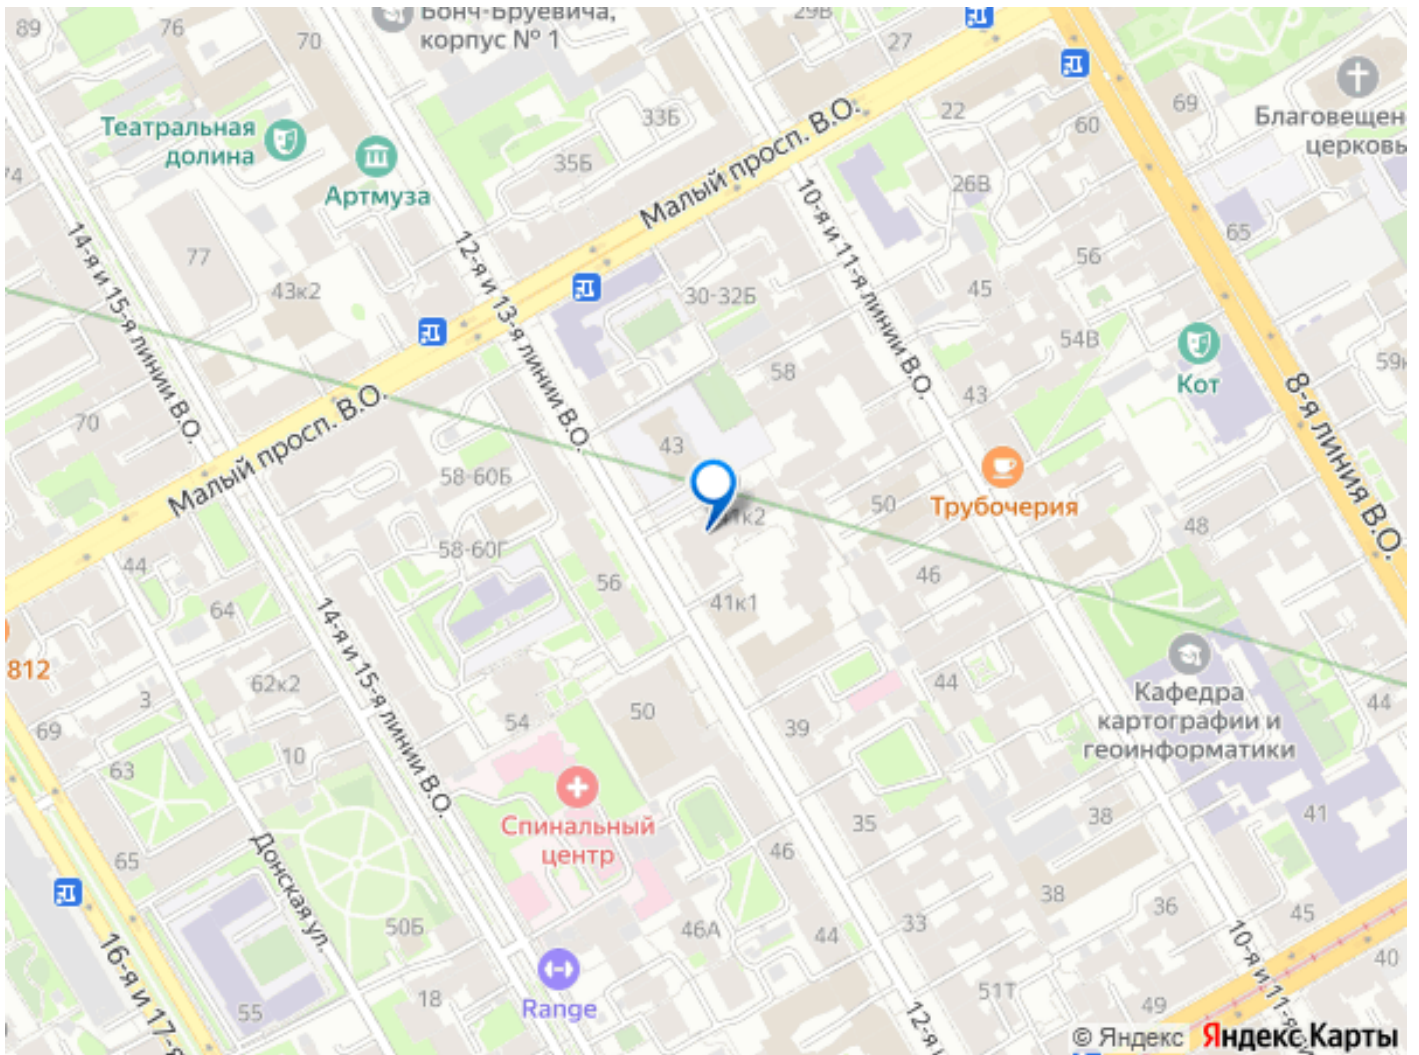 89
76
70
Бонч-Бруевича,
корпус № 1
29В
27
22
60
69
Благовещен
церковь
33Б
35Б
Театральная
долина
Артмуза
74
Малый просп. В.О.
26В
65
56
77
43к2
14-я и 15-я линии В.О.
12-я и 13-я линии В.О.
10-я и 11-я линии В.О.
30-32Б
45
54В
58
Кот
59к
43
8-я линия В.О.
70
Малый просп. В.О.
43
58-60Б
Трубочерия
50
48
41к2
58-60Г
46
44
64
56
41к1
14-я и 15-я линии В.О.
812
62к2
3
69
54
50
44
39
Кафедра
картографии и
геоинформатики
44
10
63
Спинальный
центр
35
38
41
46
65
Донская ул.
38
36
45
50Б
46А
44
33
16-я и 17-я
Range
18
55
51Т
49
40
12-я и
10-я и 11-я
© Яндекс Яндекс Карты